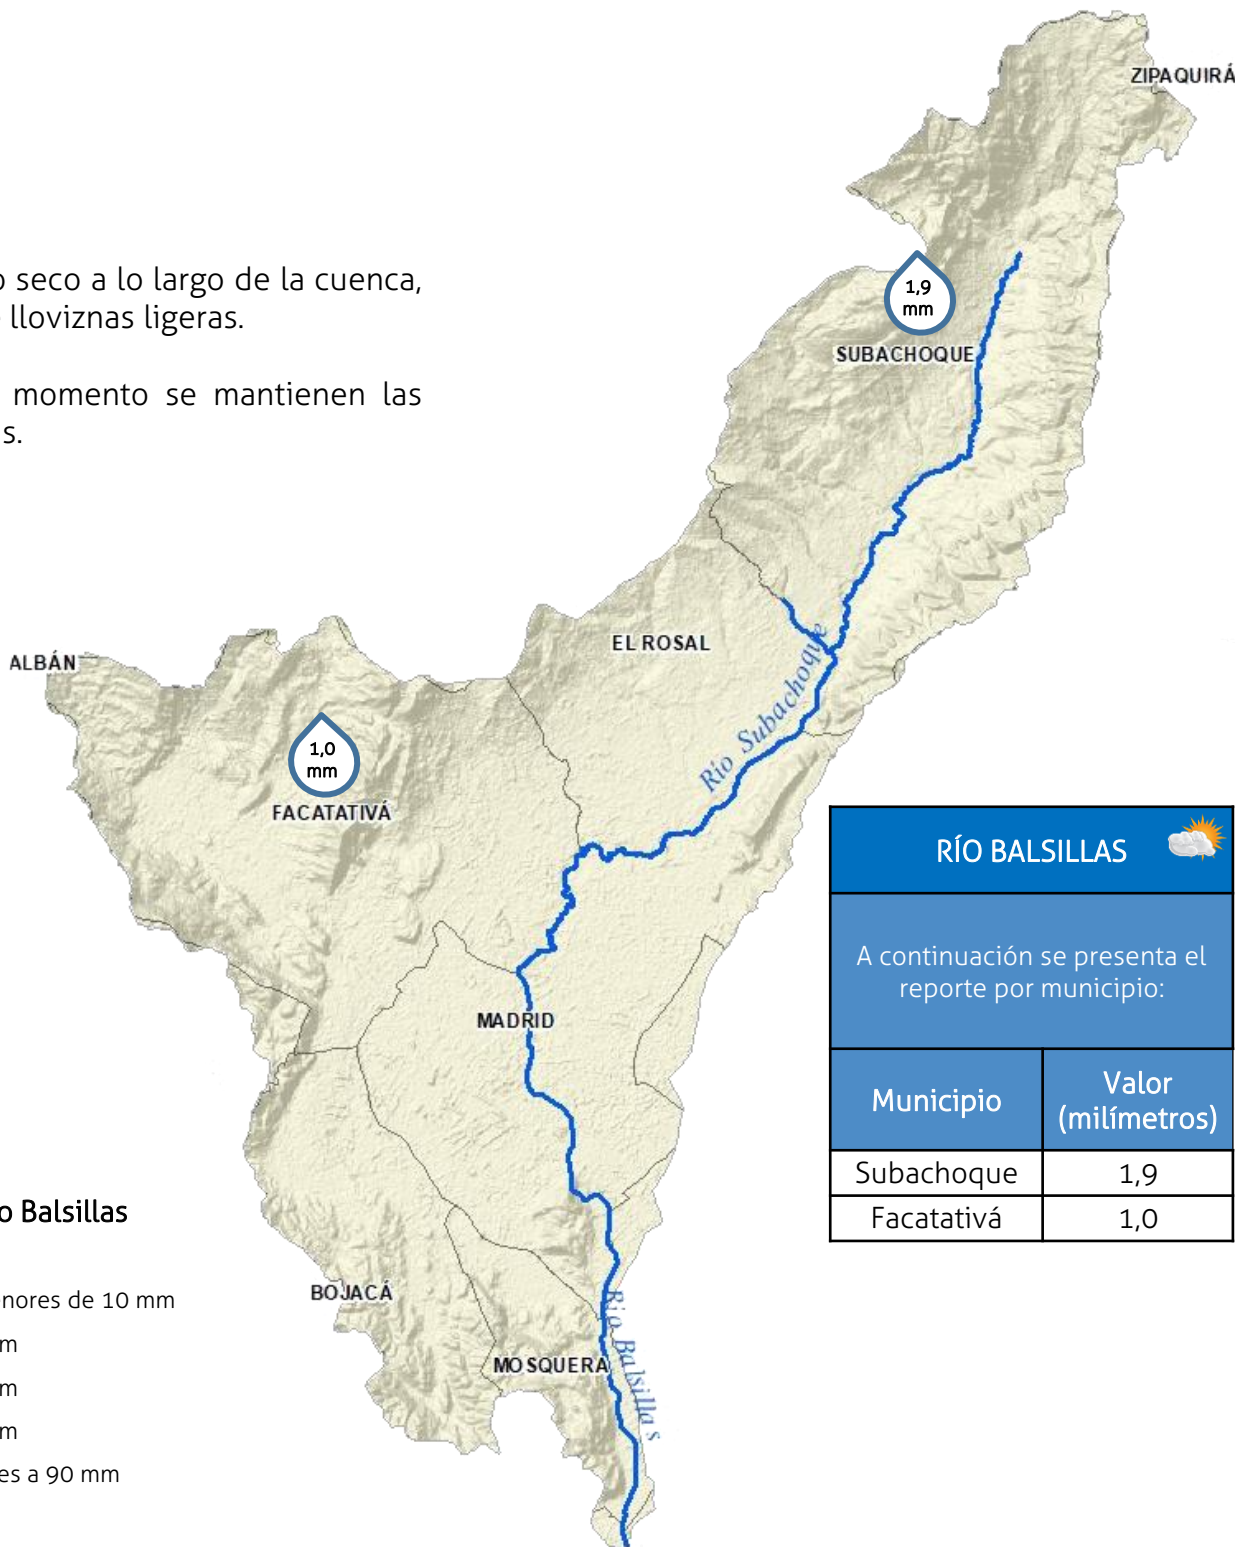 o seco a lo largo de la cuenca,
lloviznas ligeras.
momento se mantienen las
s.
ZIPAQUIRÁ
1,9
mm
SUBACHOQUE
EL ROSAL
ALBÁN
Río Subachoque
1,0
mm
FACATATIVÁ
MADRID
BOJACÁ
MOSQUERA
Río Balsillas
RÍO BALSILLAS
A continuación se presenta el
reporte por municipio:
Municipio
Valor
(milímetros)
Subachoque
1,9
Facatativá
1,0
o Balsillas
nores de 10 mm
m
m
m
es a 90 mm